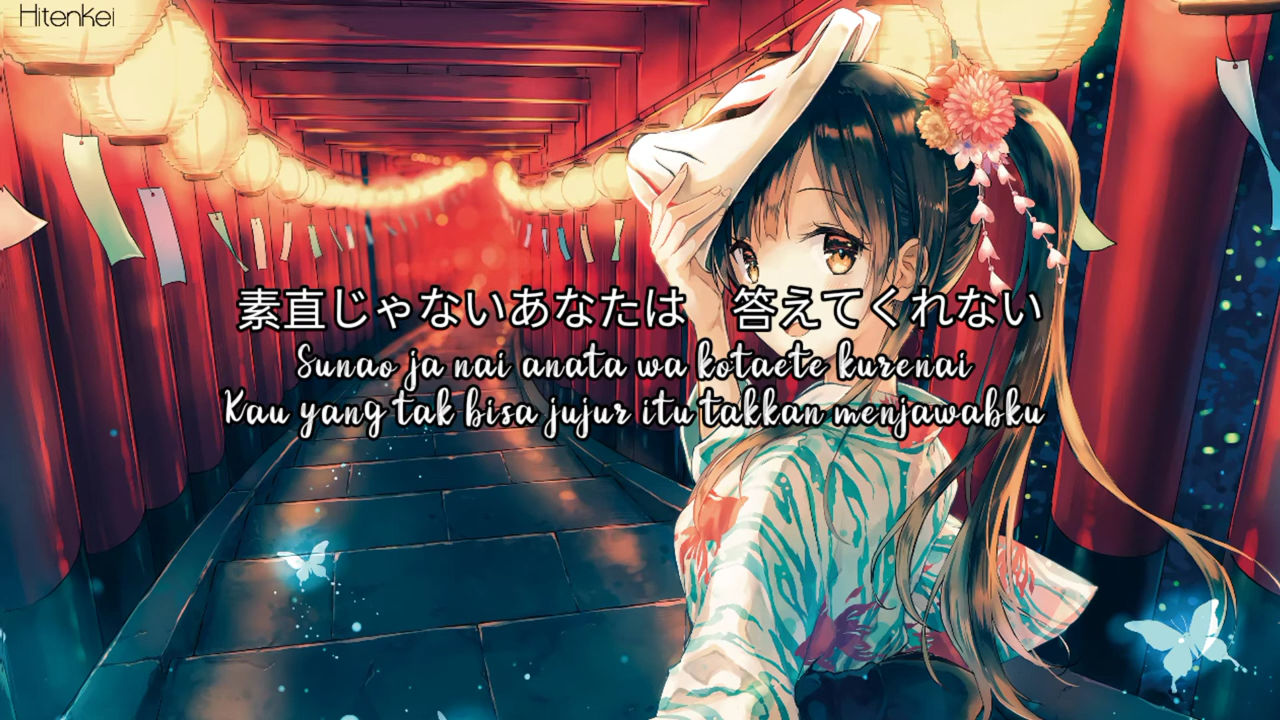 Hitenkei
素直じゃないあなたは　答えてくれない
Sunao ja nai anata wa kotaete kurenai
Kau yang tak bisa jujur itu takkan menjawabku